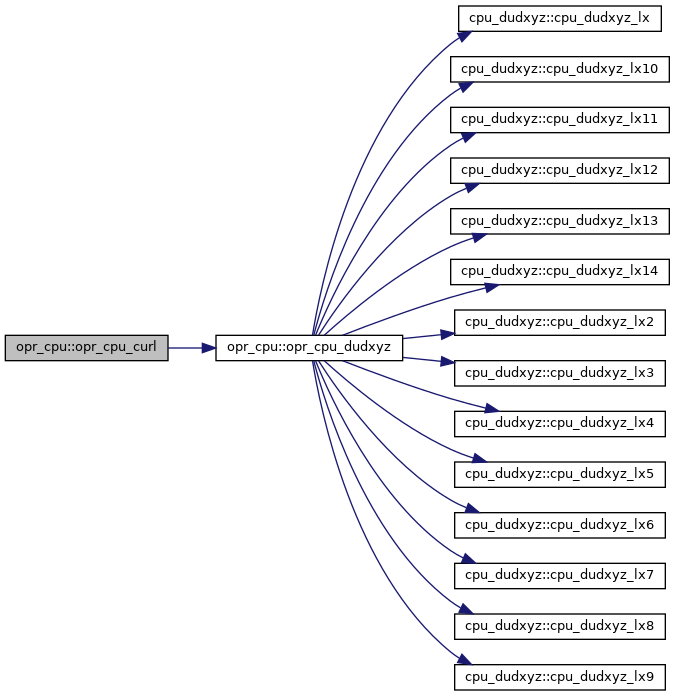 opr_cpu::opr_cpu_curl
opr_cpu::opr_cpu_dudxyz
cpu_dudxyz::cpu_dudxyz_lx
cpu_dudxyz::cpu_dudxyz_lx10
cpu_dudxyz::cpu_dudxyz_lx11
cpu_dudxyz::cpu_dudxyz_lx12
cpu_dudxyz::cpu_dudxyz_lx13
cpu_dudxyz::cpu_dudxyz_lx14
cpu_dudxyz::cpu_dudxyz_lx2
cpu_dudxyz::cpu_dudxyz_lx3
cpu_dudxyz::cpu_dudxyz_lx4
cpu_dudxyz::cpu_dudxyz_lx5
cpu_dudxyz::cpu_dudxyz_lx6
cpu_dudxyz::cpu_dudxyz_lx7
cpu_dudxyz::cpu_dudxyz_lx8
cpu_dudxyz::cpu_dudxyz_lx9